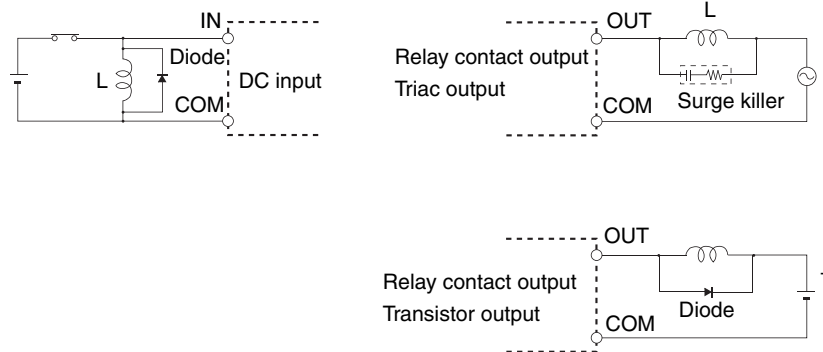 IN
Diode
L
DC input
COM
L
OUT
Relay contact output
Triac output
COM
Surge killer
OUT
Relay contact output
Diode
Transistor output
COM